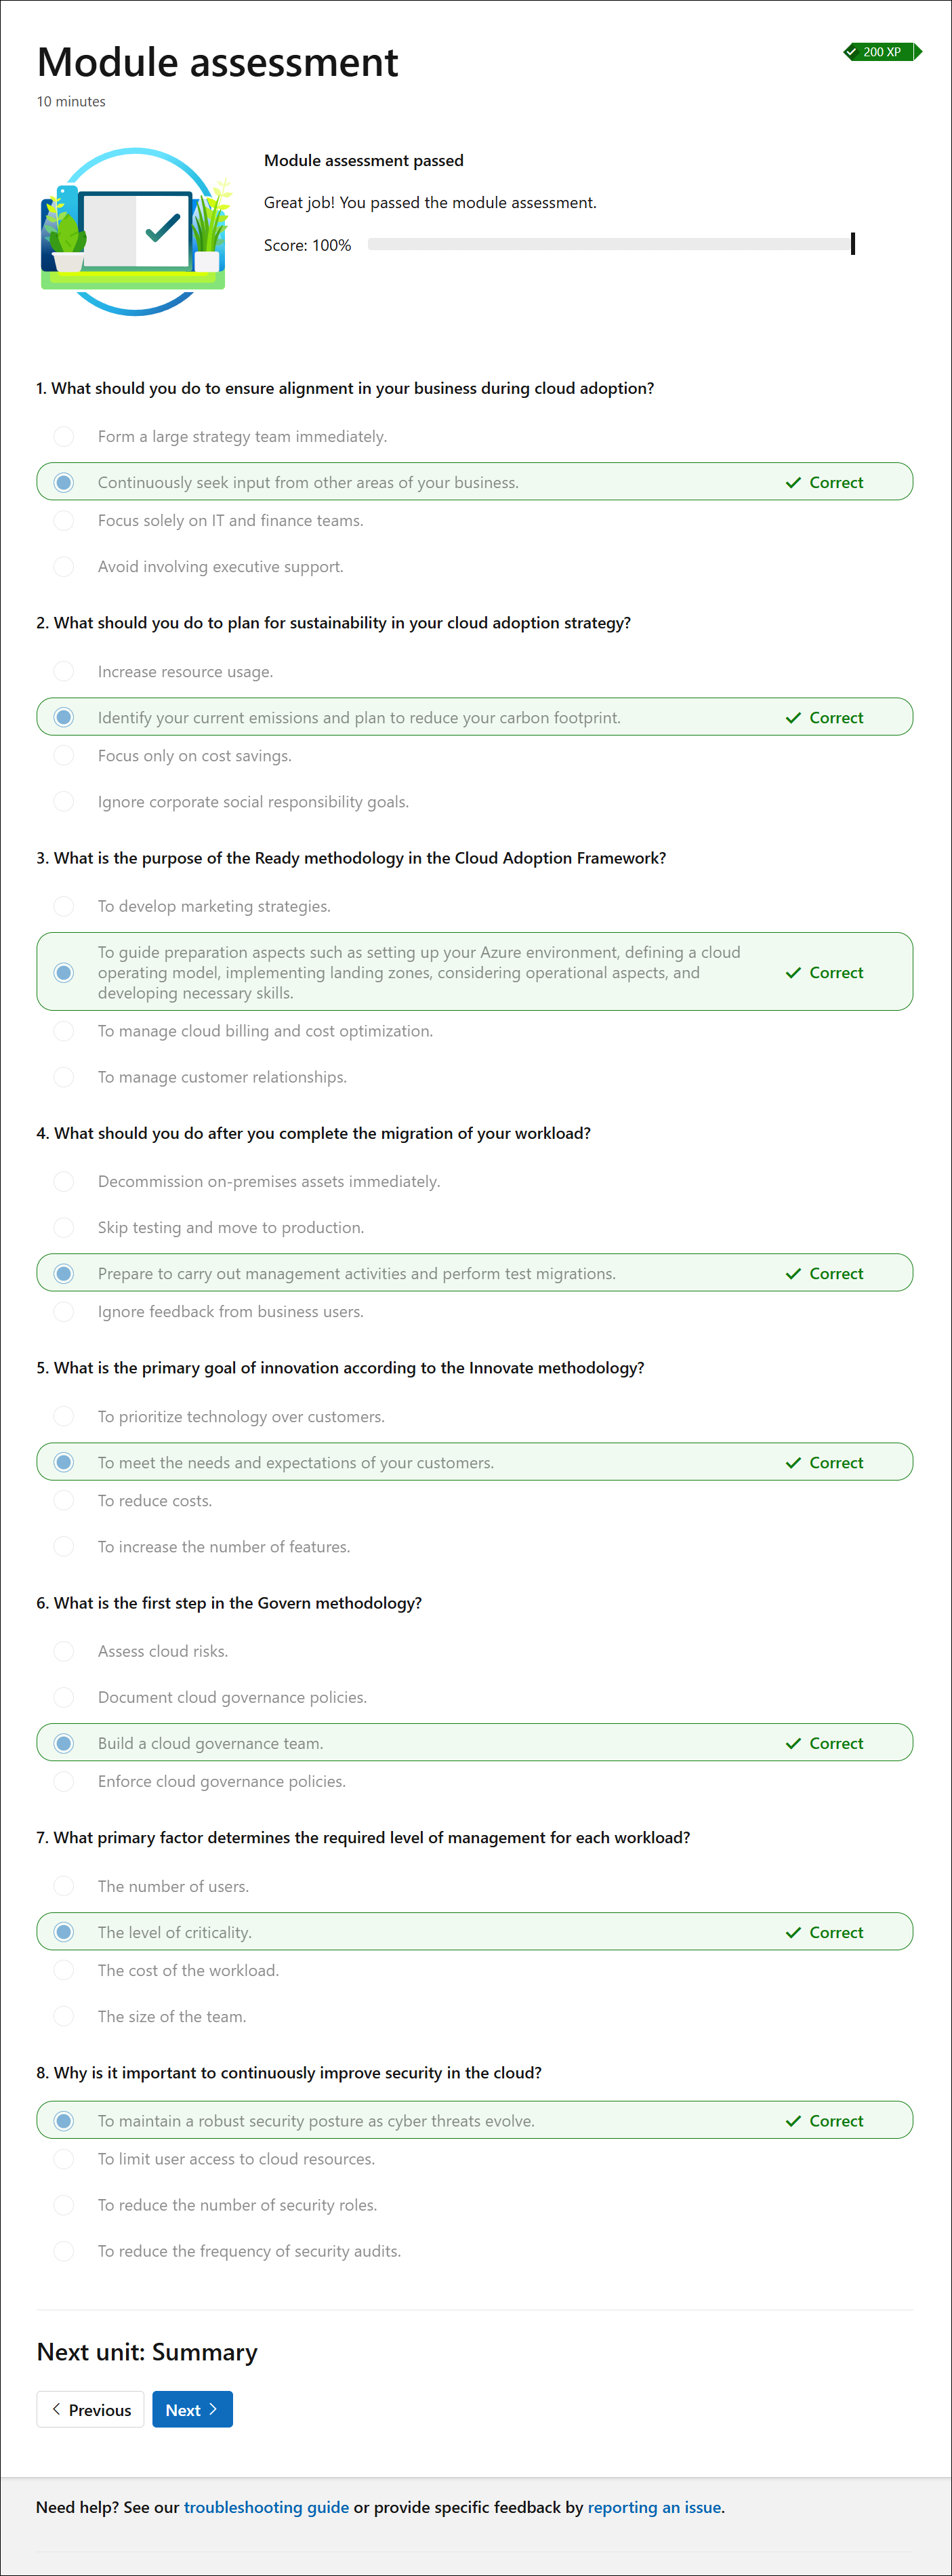 Module assessment
200 XP
10 minutes
Module assessment passed
Great job! You passed the module assessment.
Score: 100%
1. What should you do to ensure alignment in your business during cloud adoption?
Form a large strategy team immediately.
Continuously seek input from other areas of your business.
Correct
Focus solely on IT and finance teams.
Avoid involving executive support.
2. What should you do to plan for sustainability in your cloud adoption strategy?
Increase resource usage.
Identify your current emissions and plan to reduce your carbon footprint.
Correct
Focus only on cost savings.
Ignore corporate social responsibility goals.
3. What is the purpose of the Ready methodology in the Cloud Adoption Framework?
To develop marketing strategies.
To guide preparation aspects such as setting up your Azure environment, defining a cloud
operating model, implementing landing zones, considering operational aspects, and
developing necessary skills.
Correct
To manage cloud billing and cost optimization.
To manage customer relationships.
4. What should you do after you complete the migration of your workload?
Decommission on-premises assets immediately.
Skip testing and move to production.
Prepare to carry out management activities and perform test migrations.
Correct
Ignore feedback from business users.
5. What is the primary goal of innovation according to the Innovate methodology?
To prioritize technology over customers.
To meet the needs and expectations of your customers.
Correct
To reduce costs.
To increase the number of features.
6. What is the first step in the Govern methodology?
Assess cloud risks.
Document cloud governance policies.
Build a cloud governance team.
Correct
Enforce cloud governance policies.
7. What primary factor determines the required level of management for each workload?
The number of users.
The level of criticality.
Correct
The cost of the workload.
The size of the team.
8. Why is it important to continuously improve security in the cloud?
To maintain a robust security posture as cyber threats evolve.
Correct
To limit user access to cloud resources.
To reduce the number of security roles.
To reduce the frequency of security audits.
Next unit: Summary
Previous
Next
Need help? See our troubleshooting guide or provide specific feedback by reporting an issue.